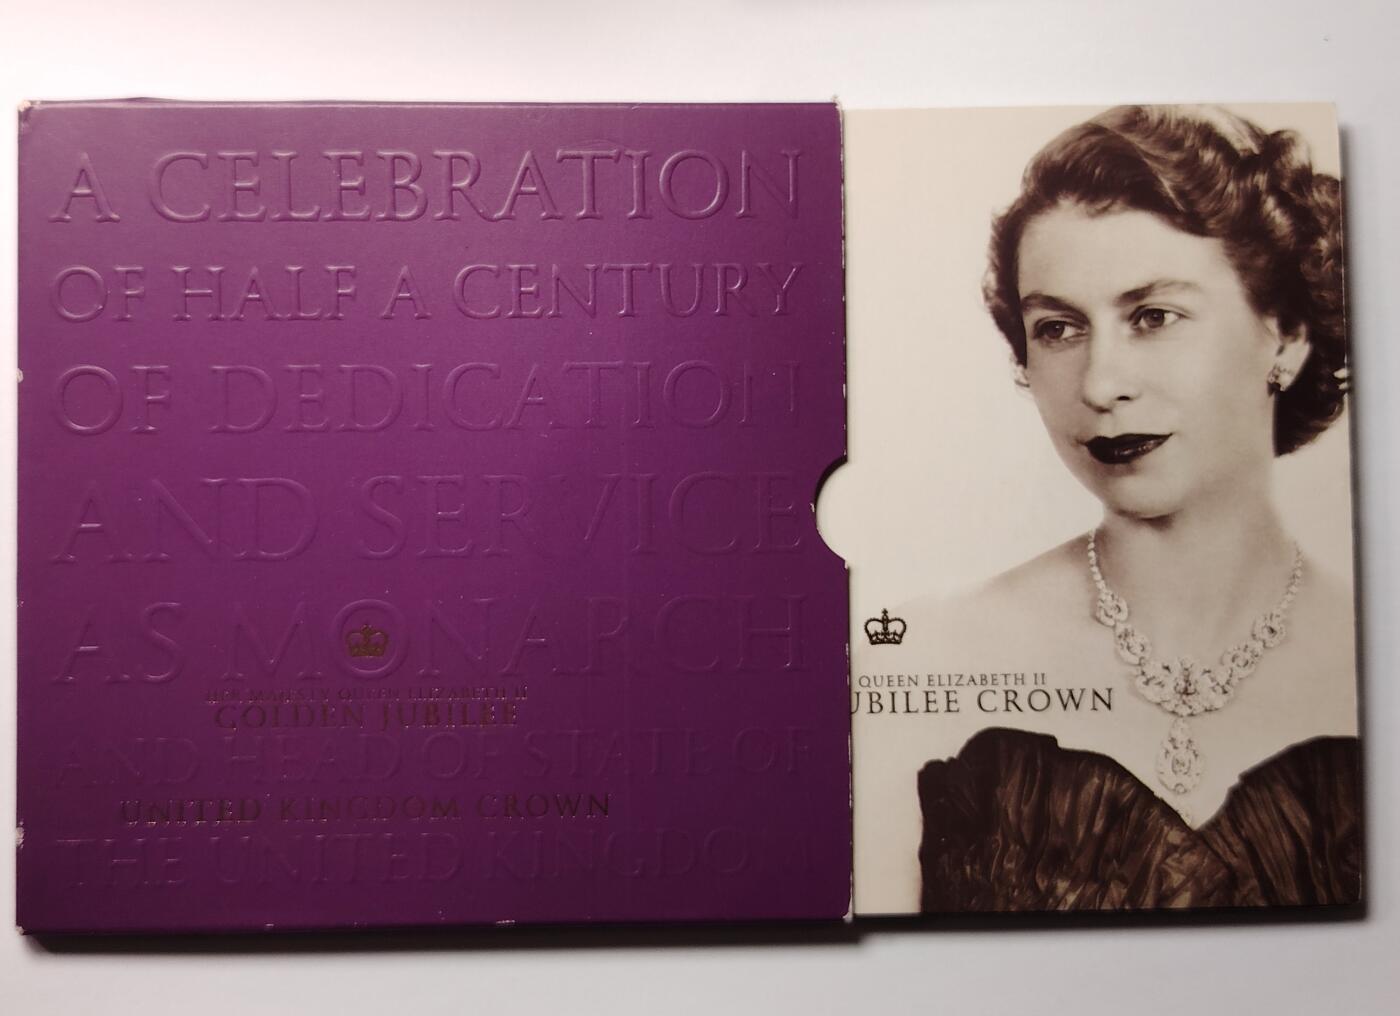 A CELEBRATION
OF HALF A CENTURY
OF DEDICATION
AND SERVICE
AS MONARCH
HER MAJESTY QUEEN ELIZABETH II
GOLDEN JUBILEE
AND HEAD OF STATE OF
UNITED KINGDOM CROWN
THE UNITED KINGDOM
QUEEN ELIZABETH II
UBILEE CROWN